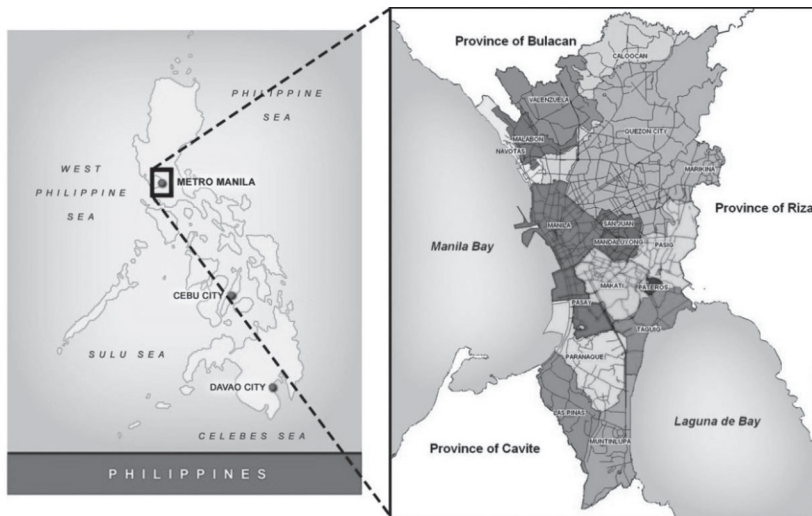 PHILIPPINE
SEA
WEST
PHILIPPINE
SEA
METRO MANILA
CEBU CITY
SULU SEA
DAVAO CITY
CELEBES SEA
PHILIPPINES
Province of Bulacan
CALOOCAN
VALENZUELA
MALABON
NAVOTAS
QUEZON CITY
MARIKINA
Province of Riza
MANILA
SAN JUAN
MANDALUYONG
PASIG
Manila Bay
MAKATI
PATEROS
PASAY
TAGUIG
PARANAQUE
LAS PINAS
Laguna de Bay
MUNTINLUPA
Province of Cavite